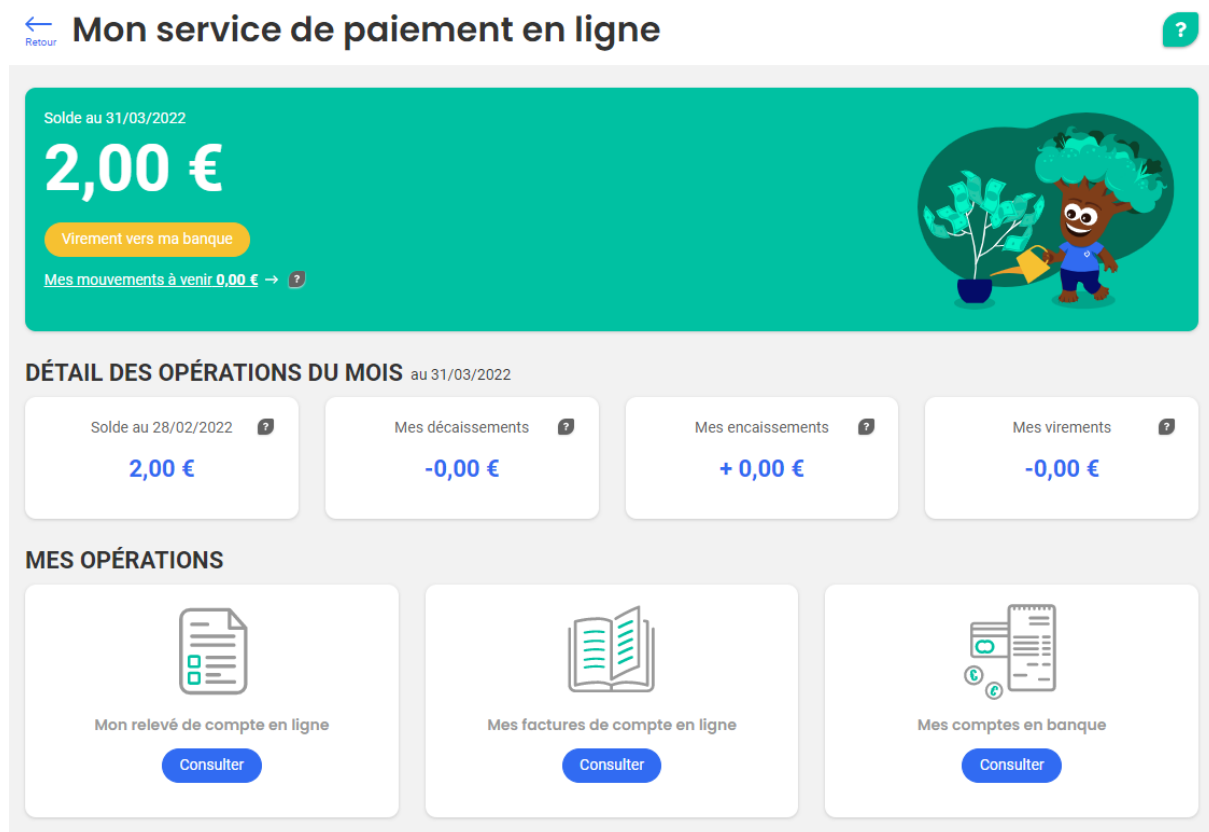 Retour
Mon service de paiement en ligne
?
Solde au 31/03/2022
2,00 €
Virement vers ma banque
Mes mouvements à venir 0,00 € → ?
DÉTAIL DES OPÉRATIONS DU MOIS au 31/03/2022
Solde au 28/02/2022 ?
2,00 €
Mes décaissements ?
-0,00 €
Mes encaissements ?
+ 0,00 €
Mes virements ?
-0,00 €
MES OPÉRATIONS
Mon relevé de compte en ligne
Consulter
Mes factures de compte en ligne
Consulter
Mes comptes en banque
Consulter